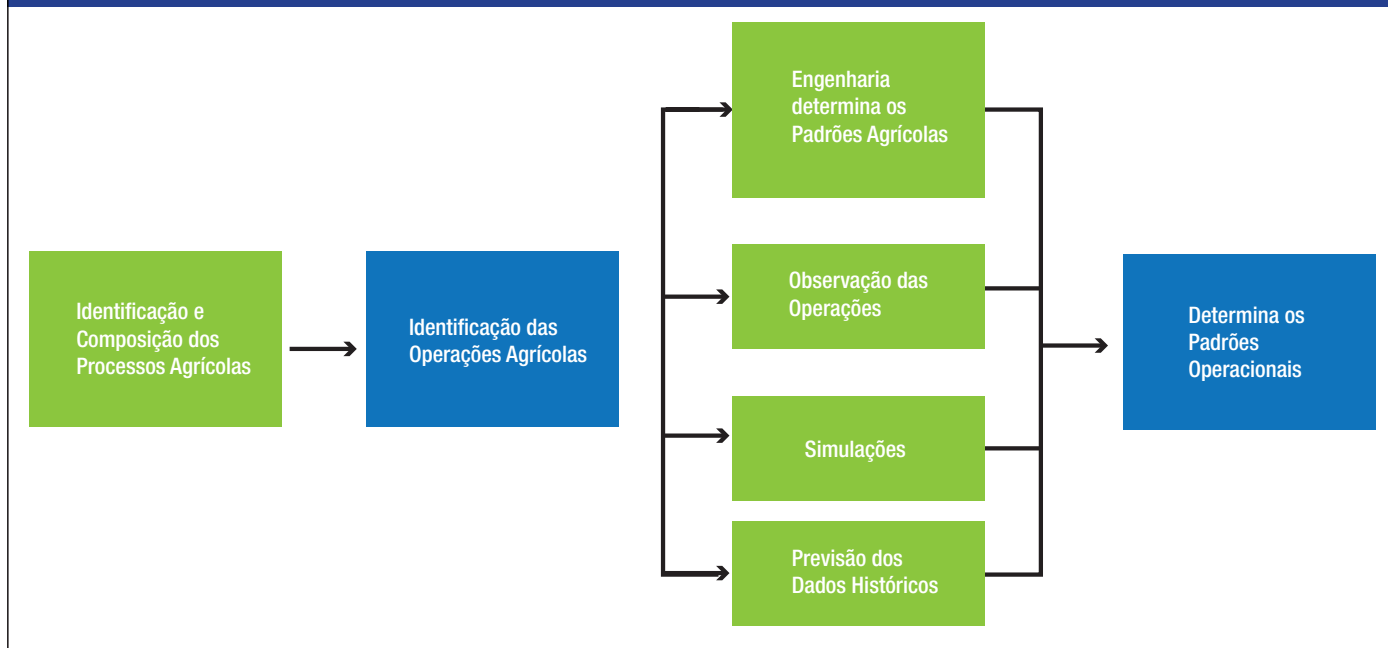 Identificação e
Composição dos
Processos Agrícolas
Identificação das
Operações Agrícolas
Engenharia
determina os
Padrões Agrícolas
Observação das
Operações
Simulações
Previsão dos
Dados Históricos
Determina os
Padrões
Operacionais